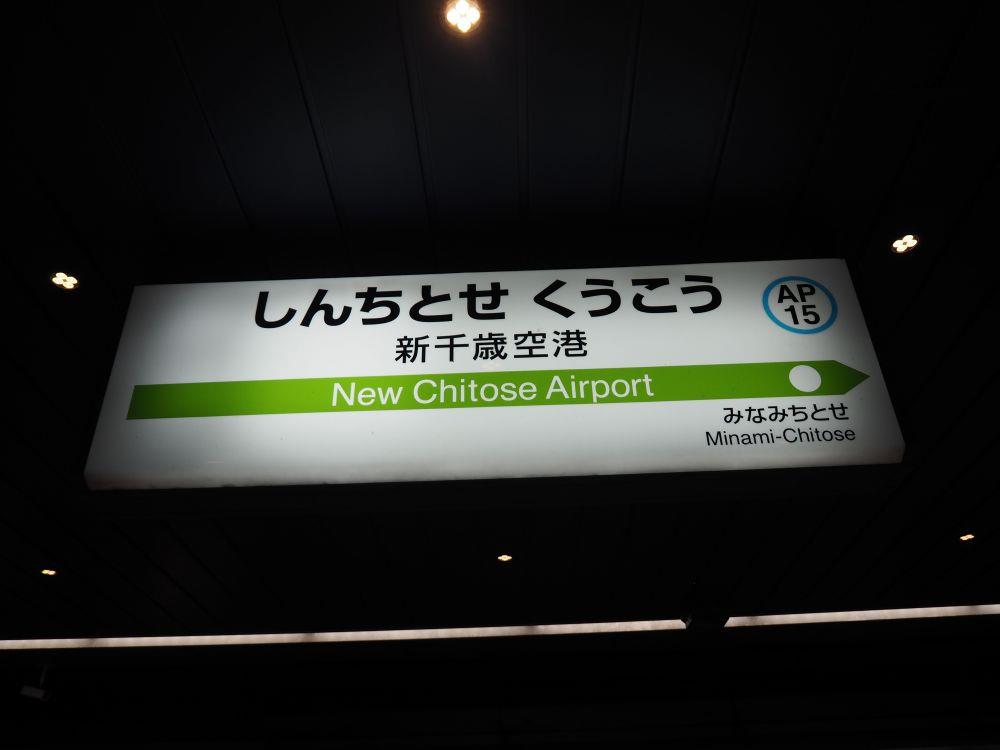 しんちとせ くうこう
AP
15
新千歳空港
New Chitose Airport
みなみちとせ
Minami-Chitose